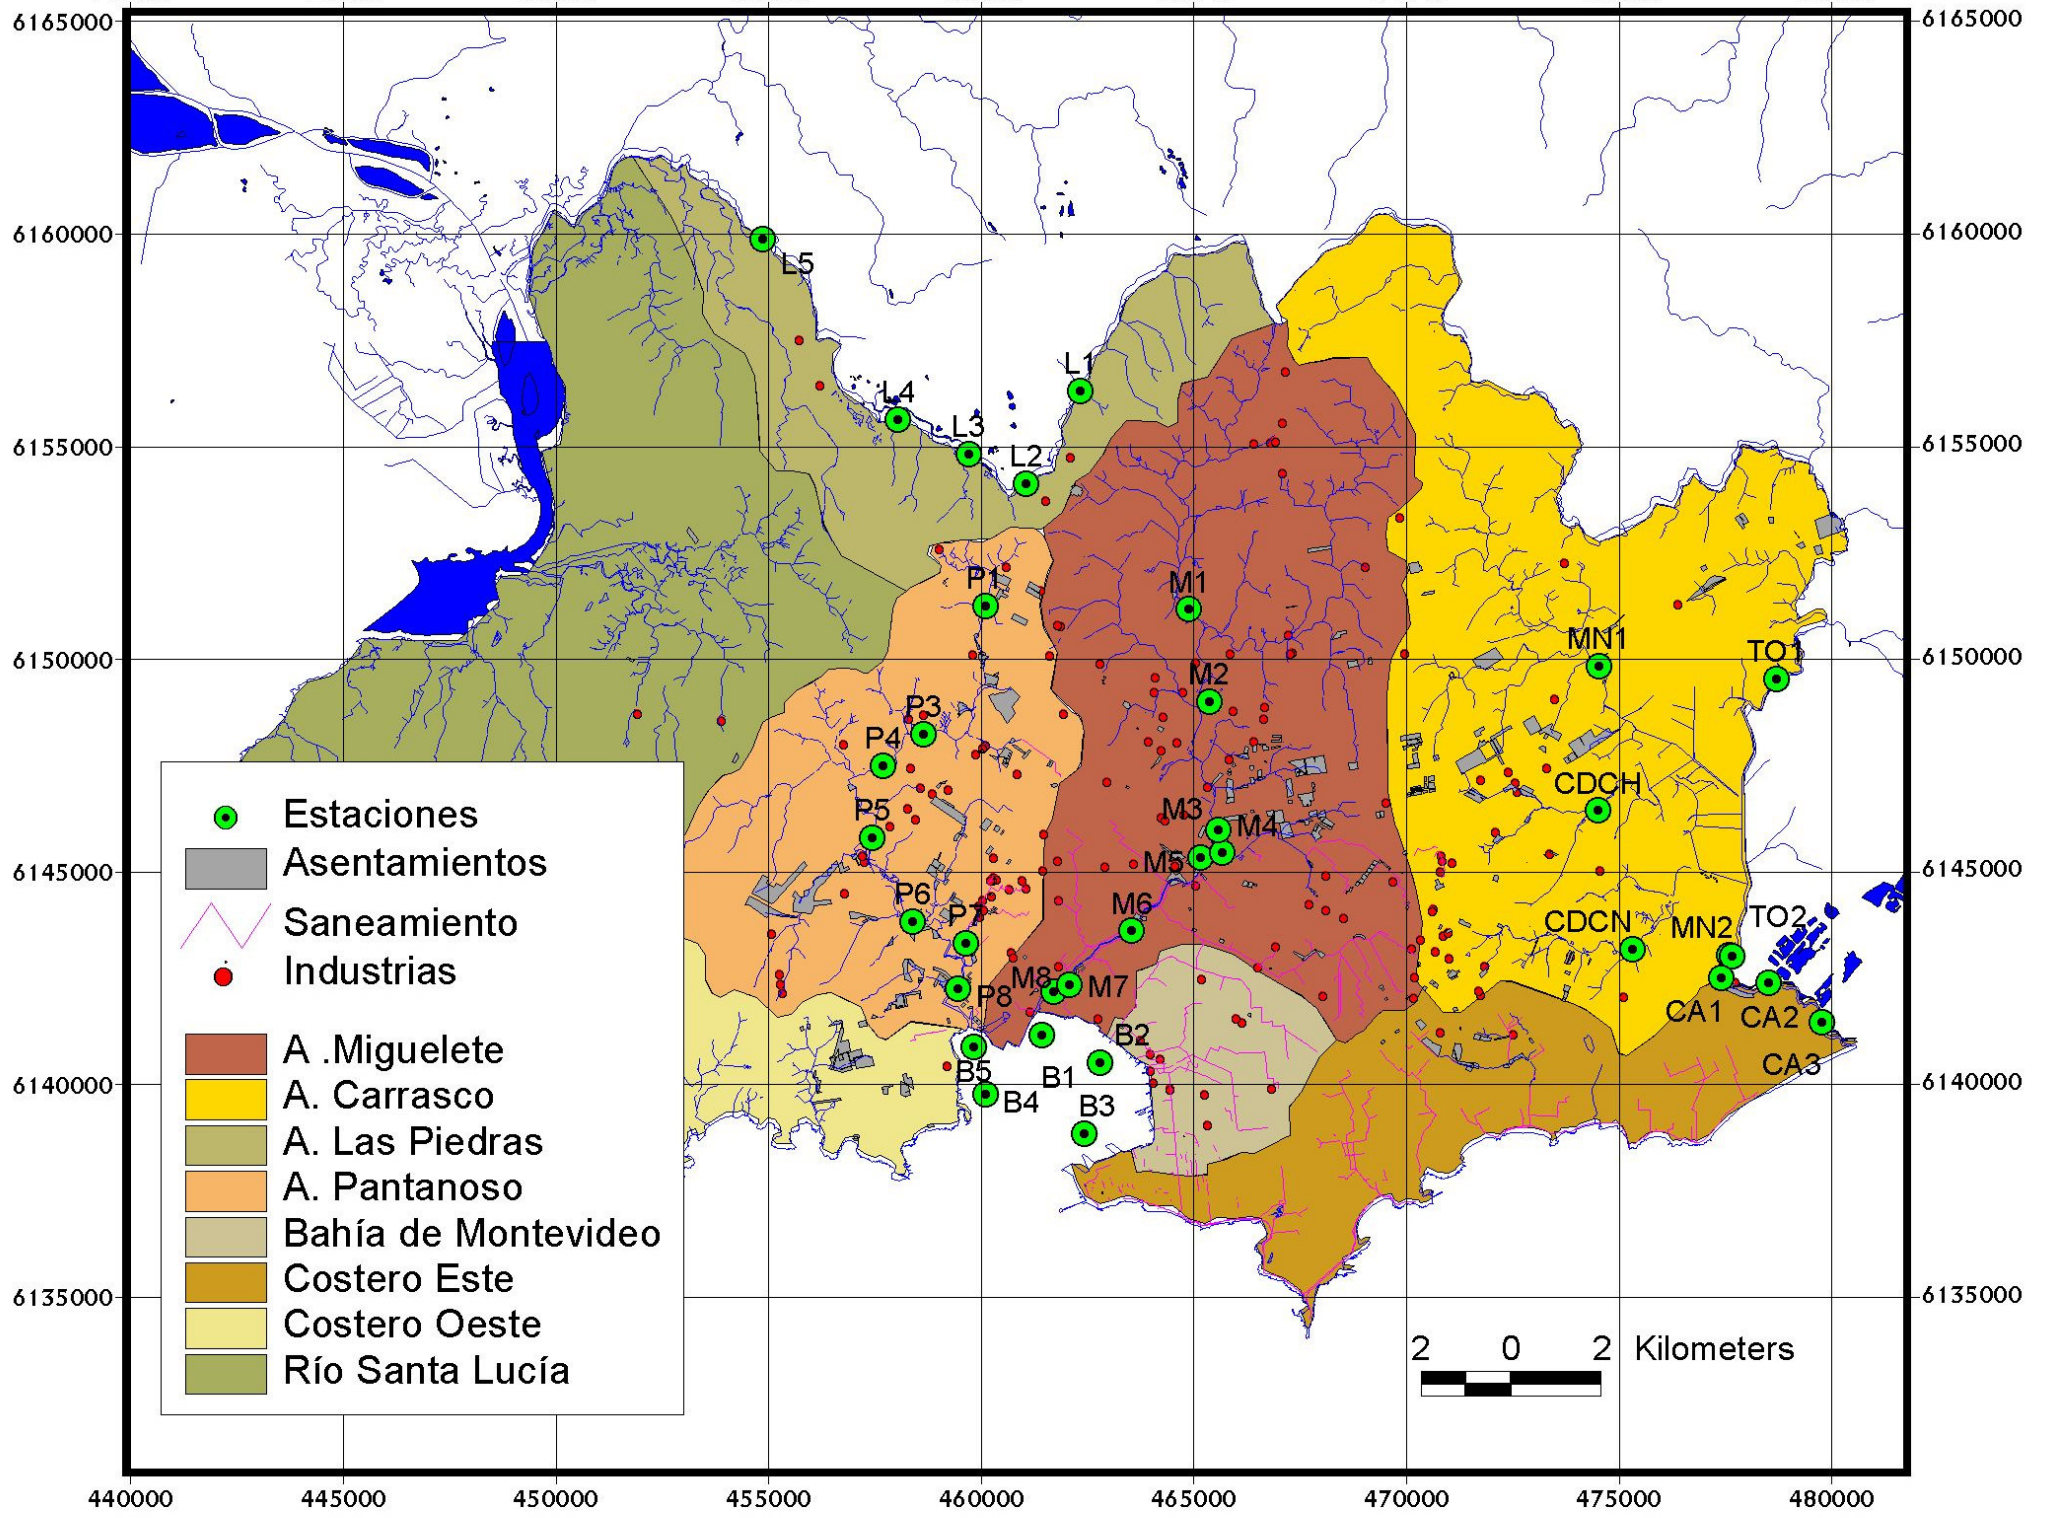 6165000
6165000
6160000
6160000
L5
L1
L4
L3
6155000
6155000
L2
P1
M1
MN1
TO1
6150000
6150000
M2
P3
P4
CDCH
P5
M3
M4
6145000
6145000
M5
P6
M6
P7
CDCN
MN2
TO2
M8
M7
P8
CA1
CA2
B2
CA3
B5
B1
6140000
6140000
B4
B3
6135000
6135000
Estaciones
Asentamientos
Saneamiento
Industrias
A .Miguelete
A. Carrasco
A. Las Piedras
A. Pantanoso
Bahía de Montevideo
Costero Este
Costero Oeste
Río Santa Lucía
2 0 2 Kilometers
440000 445000 450000 455000 460000 465000 470000 475000 480000